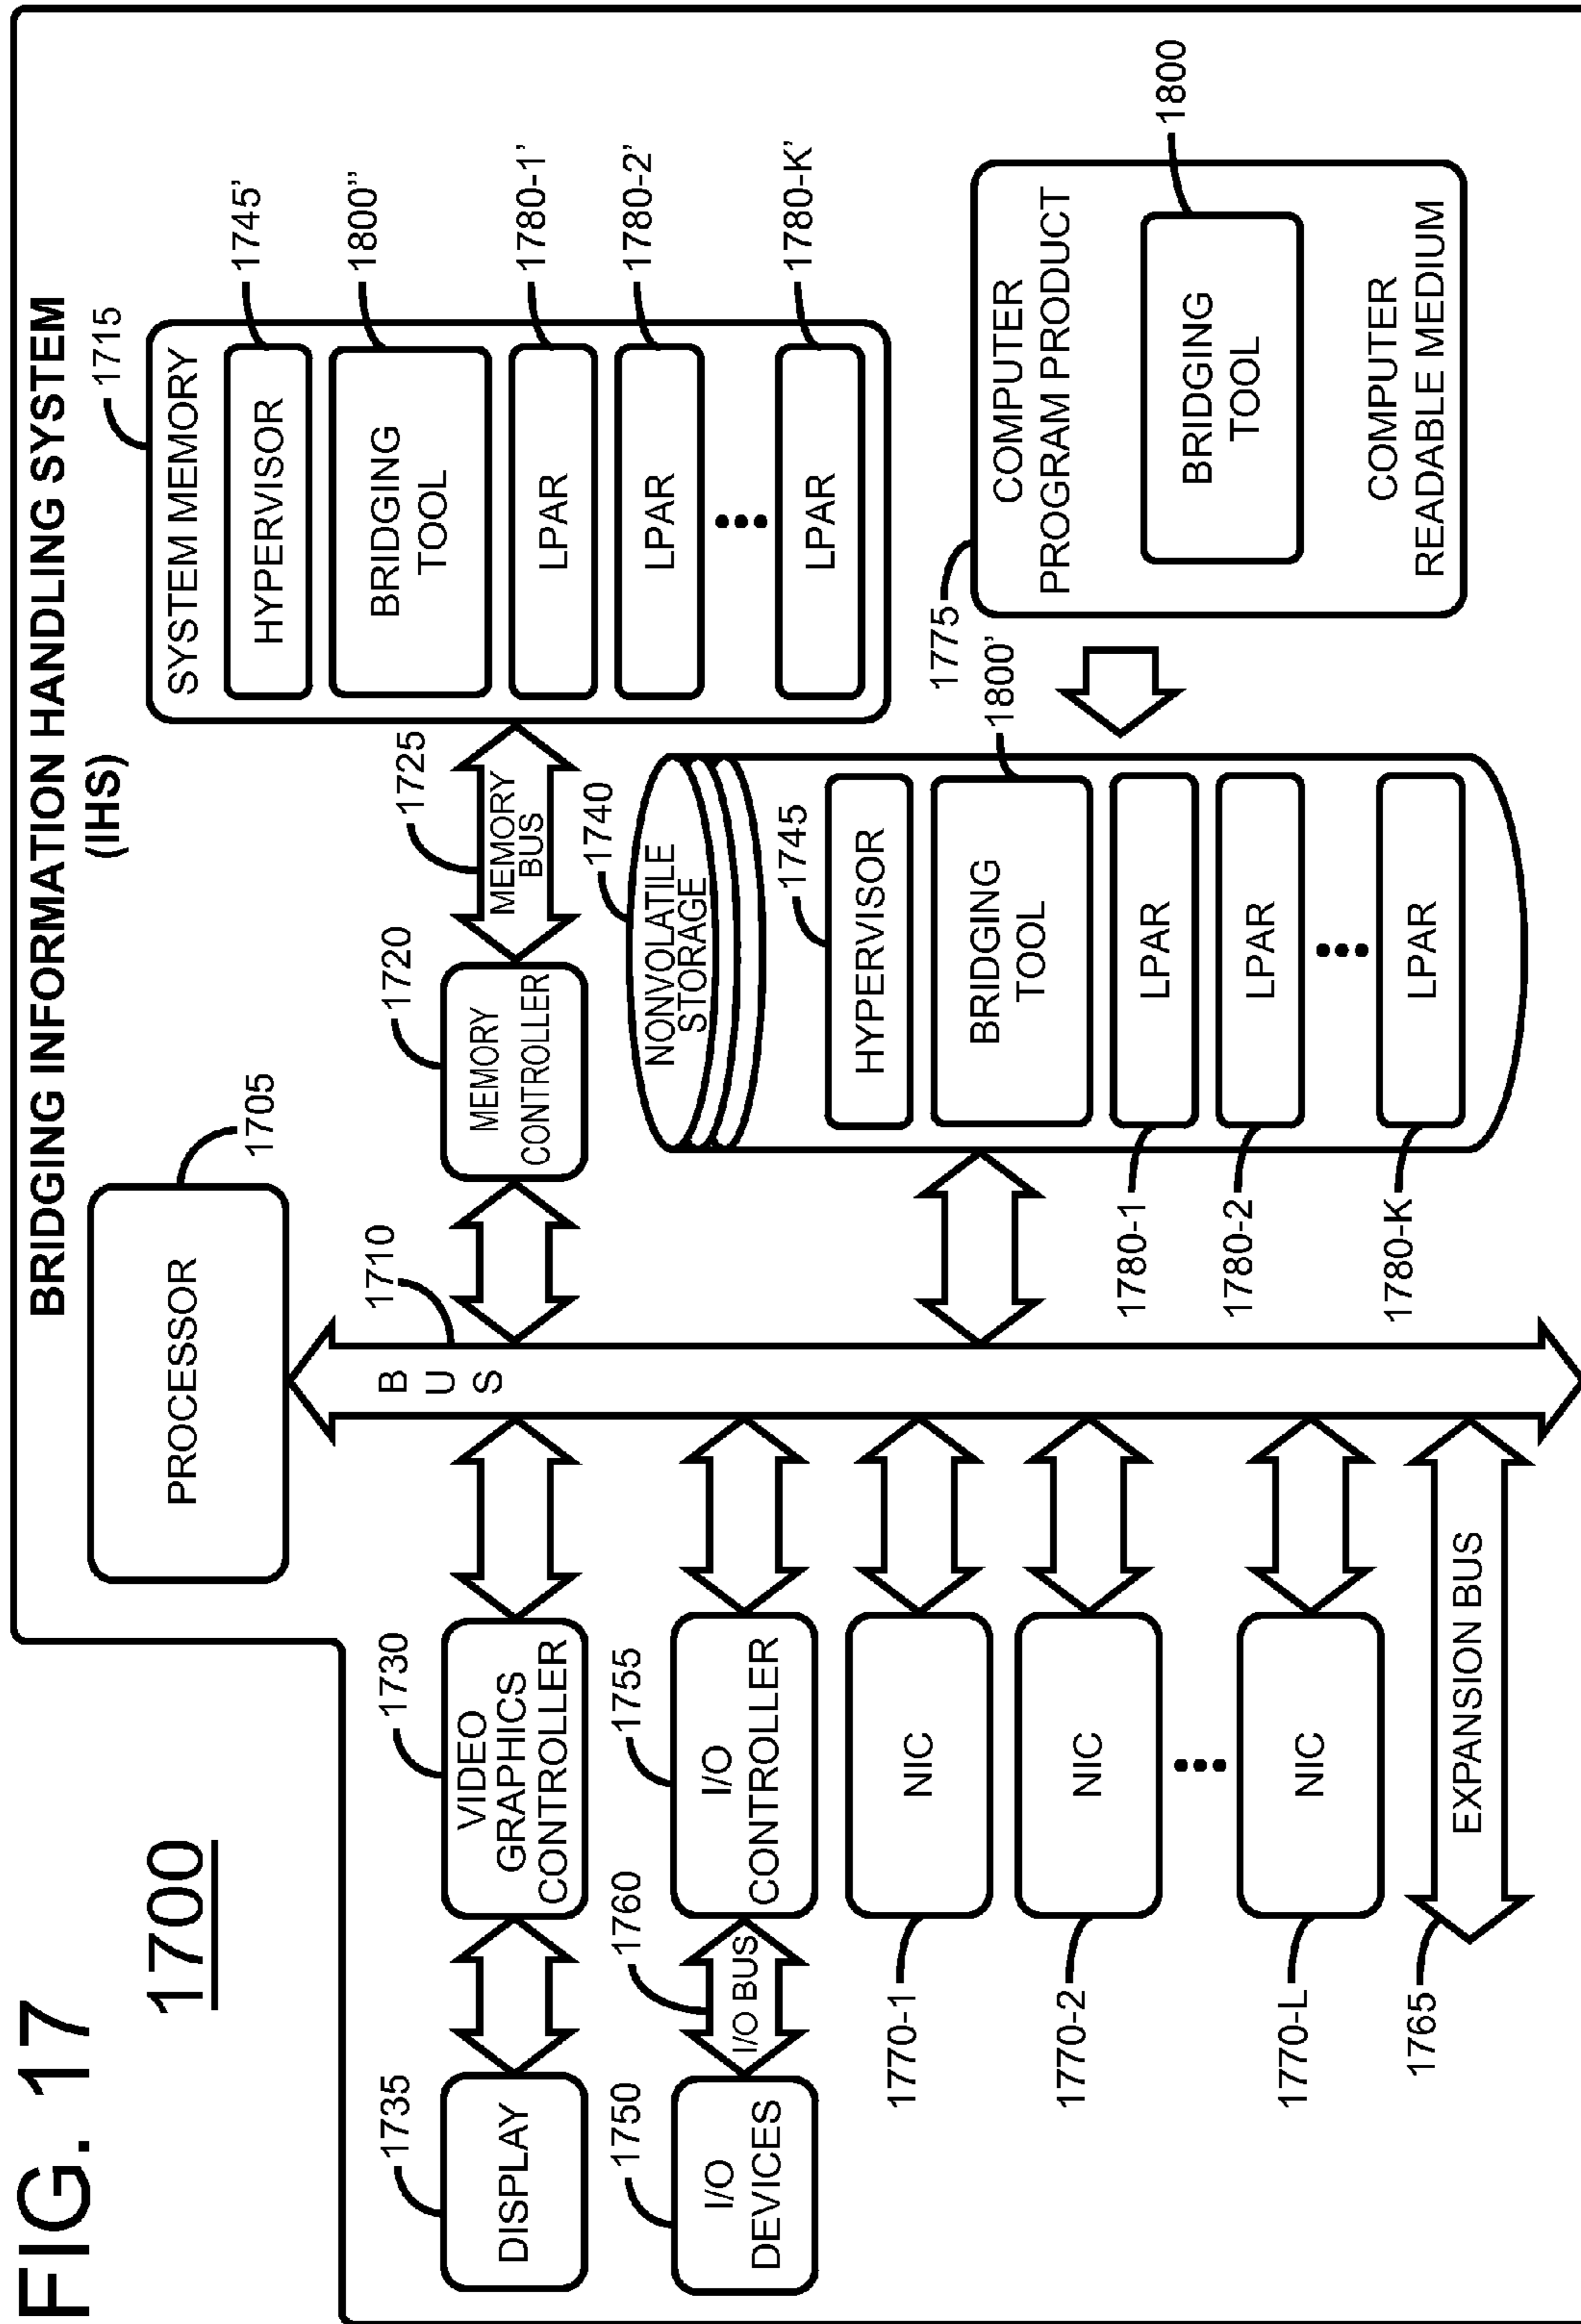 FIG. 17
1700
BRIDGING INFORMATION HANDLING SYSTEM
(IHS)
PROCESSOR
1705
1710
B
U
S
1735
DISPLAY
1730
VIDEO
GRAPHICS
CONTROLLER
1720
MEMORY
CONTROLLER
1725
MEMORY
BUS
1715
SYSTEM MEMORY
HYPERVISOR
1745'
BRIDGING
TOOL
1800"
LPAR
1780-1'
LPAR
1780-2'
•••
LPAR
1780-K'
1750
I/O
DEVICES
1760
I/O BUS
1755
I/O
CONTROLLER
1770-1
NIC
1770-2
NIC
•••
1770-L
NIC
1765
EXPANSION BUS
1740
NONVOLATILE
STORAGE
1745
HYPERVISOR
1800'
BRIDGING
TOOL
1780-1
LPAR
1780-2
LPAR
•••
1780-K
LPAR
1775
COMPUTER
PROGRAM PRODUCT
BRIDGING
TOOL
1800
COMPUTER
READABLE MEDIUM